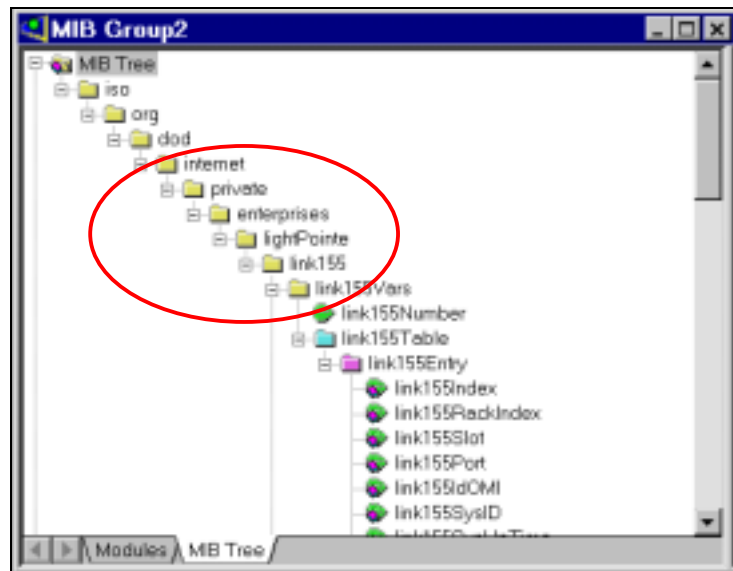 MIB Group2
MIB Tree
iso
org
dod
internet
private
enterprises
lightPointe
link155
link155Vars
link155Number
link155Table
link155Entry
link155Index
link155RackIndex
link155Slot
link155Port
link155IdOMI
link155SysID
link155SysUpTime
Modules MIB Tree